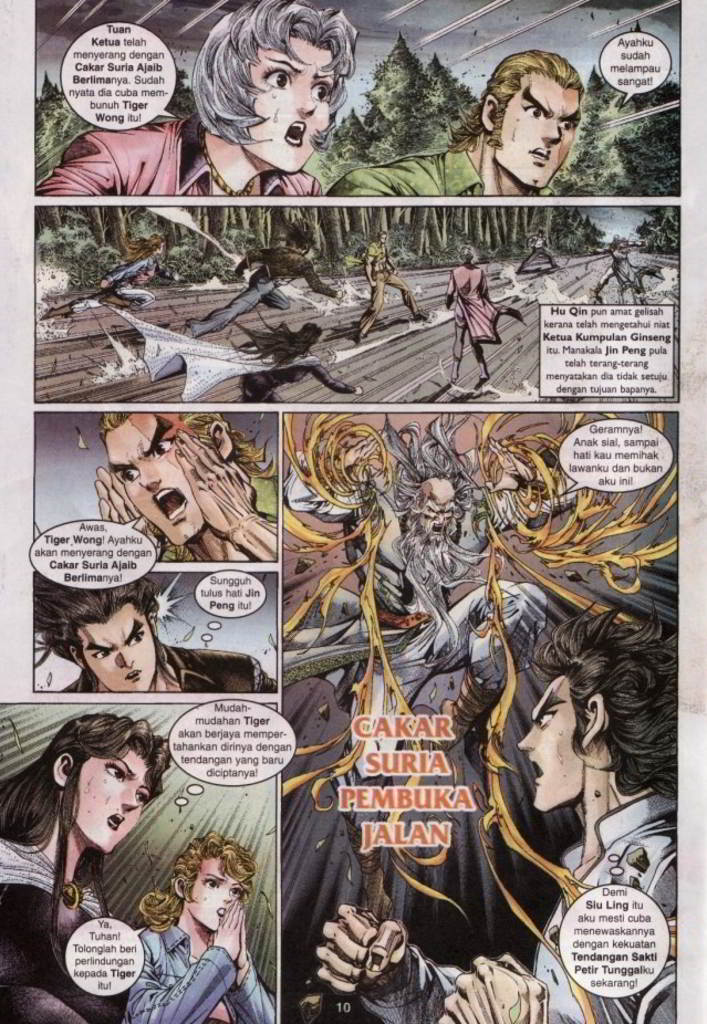 Tuan
Ketua telah
menyerang dengan
Cakar Suria Ajaib
Berlimanya. Sudah
nyata dia cuba mem-
bunuh Tiger
Wong itu!
Ayahku
sudah
melampau
sangat!
Hu Qin pun amat gelisah
kerana telah mengetahui niat
Ketua Kumpulan Ginseng
itu. Manakala Jin Peng pula
telah terang-terang
menyatakan dia tidak setuju
dengan tujuan bapanya.
Awas,
Tiger Wong! Ayahku
akan menyerang dengan
Cakar Suria Ajaib
Berlimanya!
Sungguh
tulus hati Jin
Peng itu!
Geramnya!
Anak sial, sampai
hati kau memihak
lawanku dan bukan
aku ini!
CAKAR
SURIA
PEMBUKA
JALAN
Mudah-
mudahan Tiger
akan berjaya memper-
tahankan dirinya dengan
tendangan yang baru
diciptanya!
Ya,
Tuhan!
Tolonglah beri
perlindungan
kepada Tiger
itu!
Demi
Siu Ling itu
aku mesti cuba
menewaskannya
dengan kekuatan
Tendangan Sakti
Petir Tunggalku
sekarang!
10